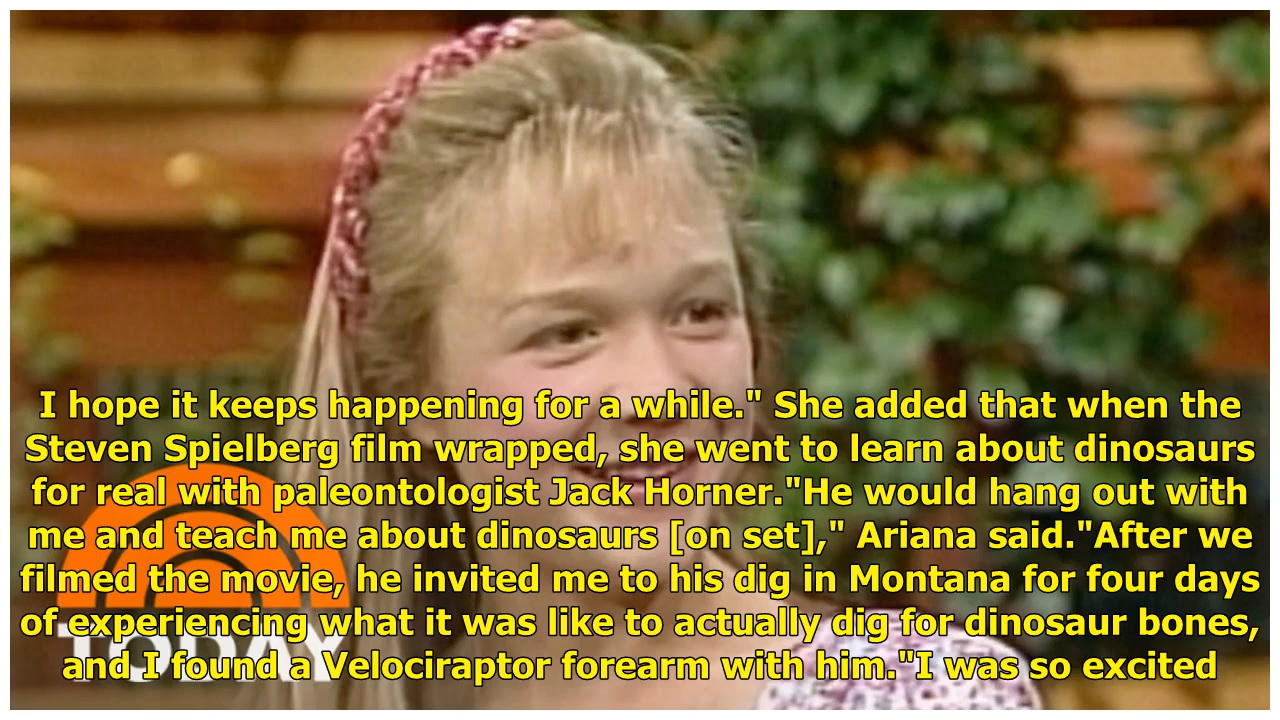 I hope it keeps happening for a while." She added that when the
Steven Spielberg film wrapped, she went to learn about dinosaurs
for real with paleontologist Jack Horner."He would hang out with
me and teach me about dinosaurs [on set]," Ariana said."After we
filmed the movie, he invited me to his dig in Montana for four days
of experiencing what it was like to actually dig for dinosaur bones,
and I found a Velociraptor forearm with him."I was so excited
TODAY